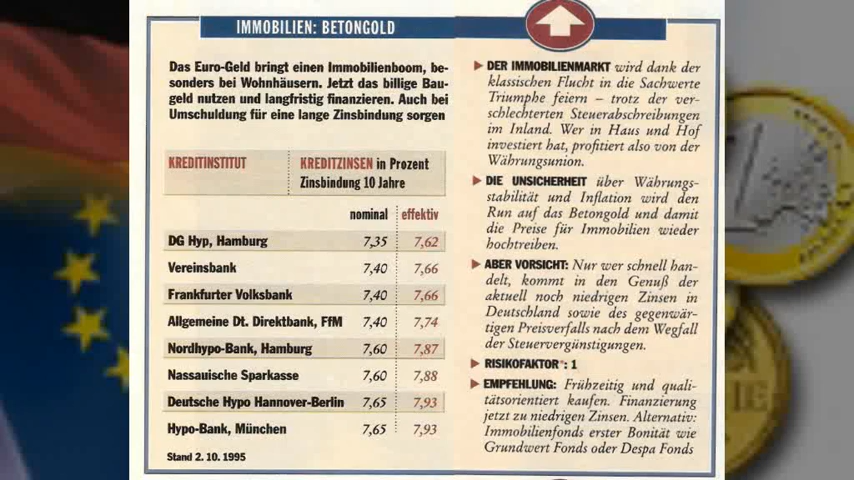 IMMOBILIEN: BETONGOLD
Das Euro-Geld bringt einen Immobilienboom, be-
sonders bei Wohnhäusern. Jetzt das billige Bau-
geld nutzen und langfristig finanzieren. Auch bei
Umschuldung für eine lange Zinsbindung sorgen
KREDITINSTITUT KREDITZINSEN in Prozent
Zinsbindung 10 Jahre
nominal effektiv
DG Hyp, Hamburg 7,35 7,62
Vereinsbank 7,40 7,66
Frankfurter Volksbank 7,40 7,66
Allgemeine Dt. Direktbank, FfM 7,40 7,74
Nordhypo-Bank, Hamburg 7,60 7,87
Nassauische Sparkasse 7,60 7,88
Deutsche Hypo Hannover-Berlin 7,65 7,93
Hypo-Bank, München 7,65 7,93
Stand 2. 10. 1995
DER IMMOBILIENMARKT wird dank der
klassischen Flucht in die Sachwerte
Triumphe feiern – trotz der ver-
schlechterten Steuerabschreibungen
im Inland. Wer in Haus und Hof
investiert hat, profitiert also von der
Währungsunion.
DIE UNSICHERHEIT über Währungs-
stabilität und Inflation wird den
Run auf das Betongold und damit
die Preise für Immobilien wieder
hochtreiben.
ABER VORSICHT: Nur wer schnell han-
delt, kommt in den Genuß der
aktuell noch niedrigen Zinsen in
Deutschland sowie des gegenwär-
tigen Preisverfalls nach dem Wegfall
der Steuervergünstigungen.
RISIKOFAKTOR*: 1
EMPFEHLUNG: Frühzeitig und quali-
tätsorientiert kaufen. Finanzierung
jetzt zu niedrigen Zinsen. Alternativ:
Immobilienfonds erster Bonität wie
Grundwert Fonds oder Despa Fonds
1